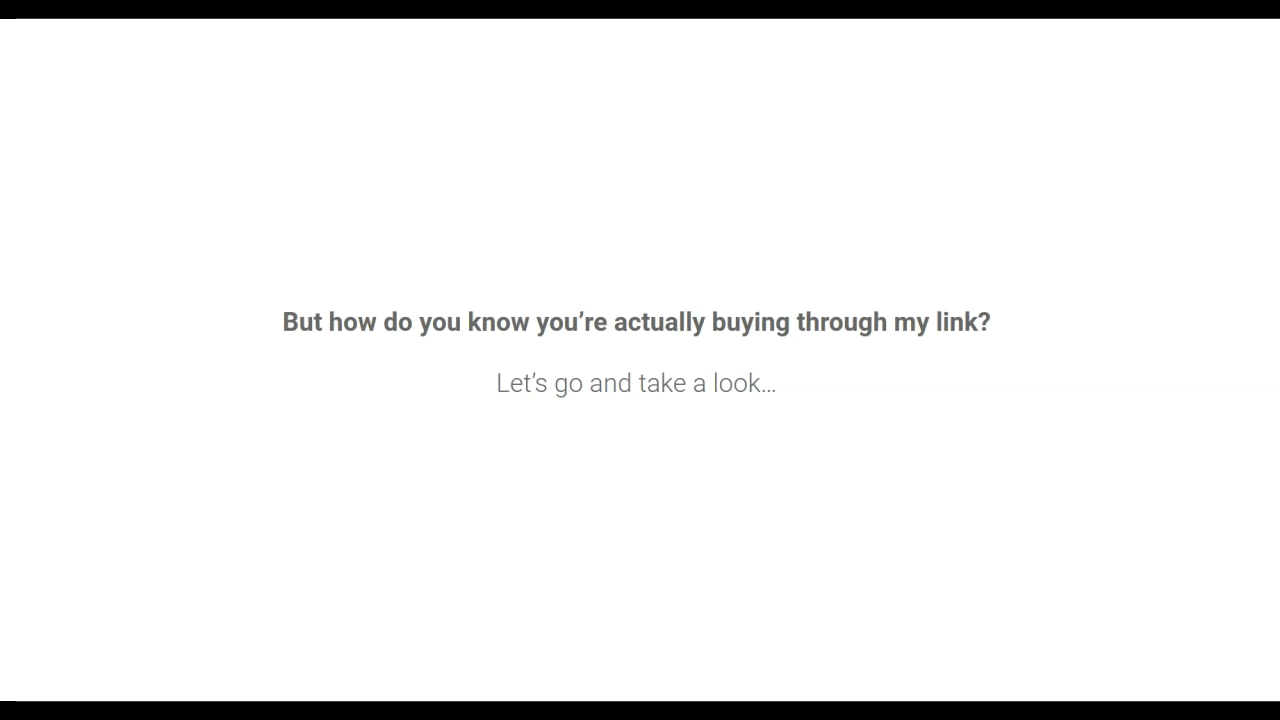 But how do you know you’re actually buying through my link?
Let’s go and take a look…